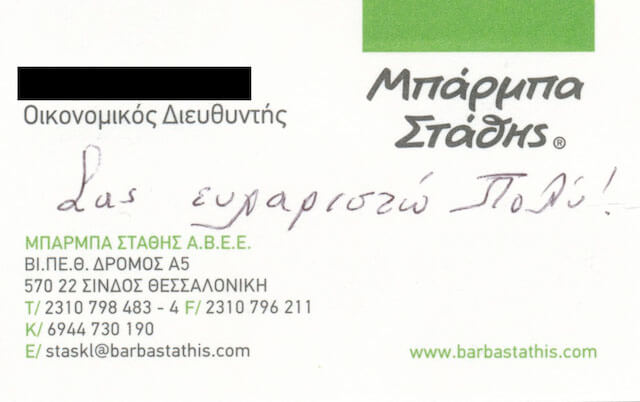 Μπάρμπα
Στάθης®
Οικονομικός Διευθυντής
Σας ευχαριστώ Πολύ!
ΜΠΑΡΜΠΑ ΣΤΑΘΗΣ Α.Β.Ε.Ε.
ΒΙ.ΠΕ.Θ. ΔΡΟΜΟΣ Α5
570 22 ΣΙΝΔΟΣ ΘΕΣΣΑΛΟΝΙΚΗ
T/ 2310 798 483 - 4 F/ 2310 796 211
K/ 6944 730 190
E/ staskl@barbastathis.com
www.barbastathis.com